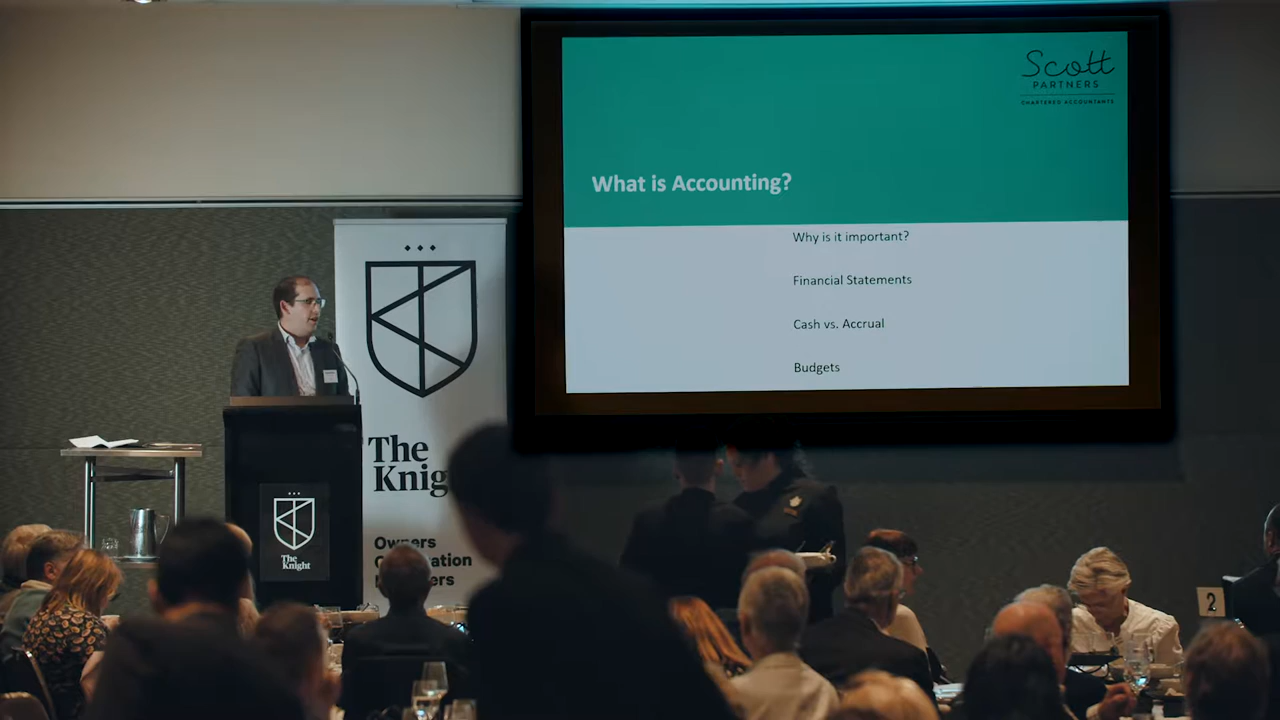 Scott
PARTNERS
CHARTERED ACCOUNTANTS
What is Accounting?
Why is it important?
Financial Statements
Cash vs. Accrual
Budgets
The
Knig
Owners
The
Knight
2